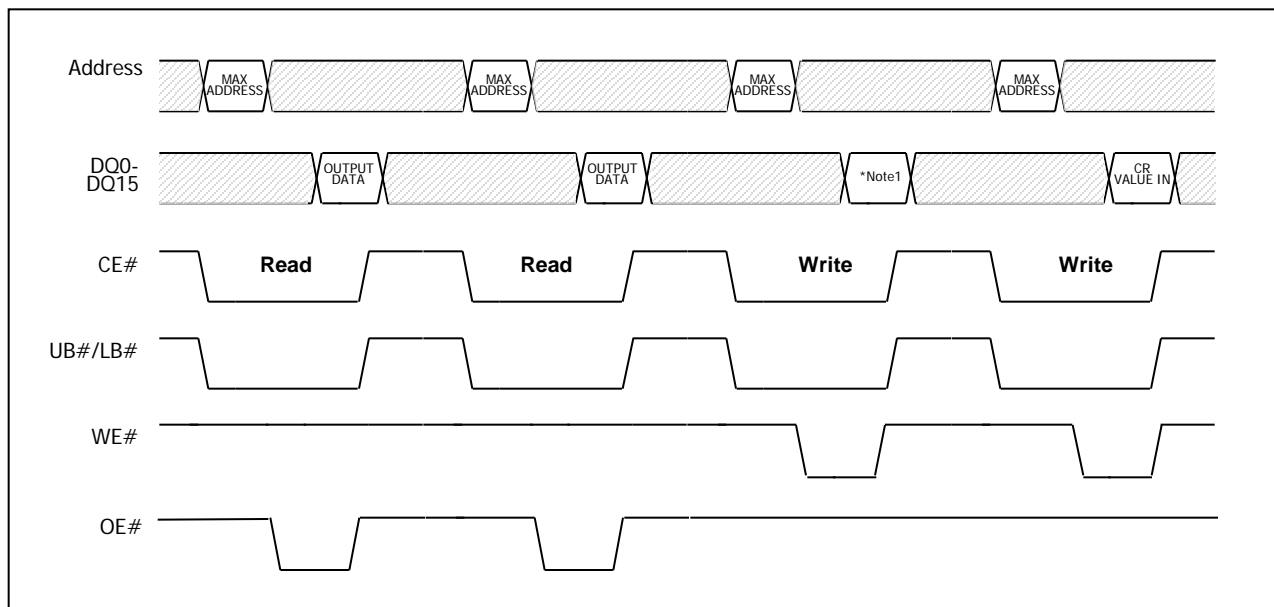 Address
MAX
ADDRESS
MAX
ADDRESS
MAX
ADDRESS
MAX
ADDRESS
DQ0-
DQ15
OUTPUT
DATA
OUTPUT
DATA
*Note1
CR
VALUE IN
CE#
Read
Read
Write
Write
UB#/LB#
WE#
OE#